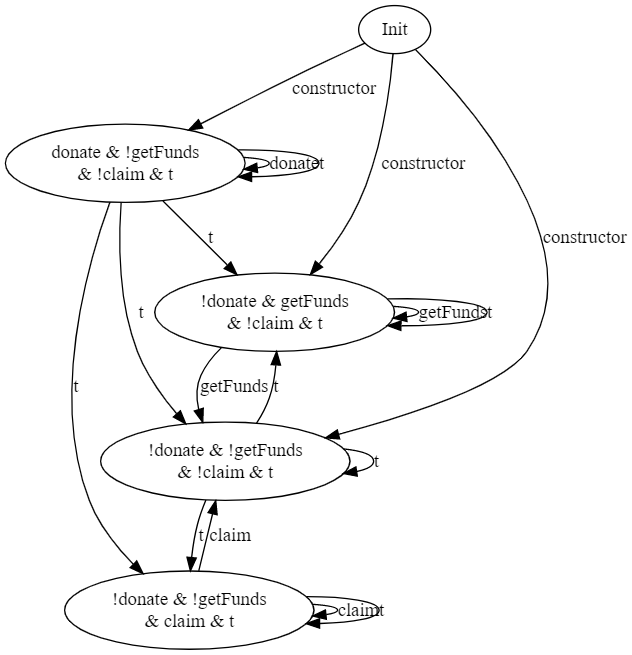 Init
constructor
donate & !getFunds
& !claim & t
donate
t
constructor
constructor
t
!donate & getFunds
& !claim & t
getFunds
t
t
t
getFunds
t
!donate & !getFunds
& !claim & t
t
t
claim
!donate & !getFunds
& claim & t
claim
t